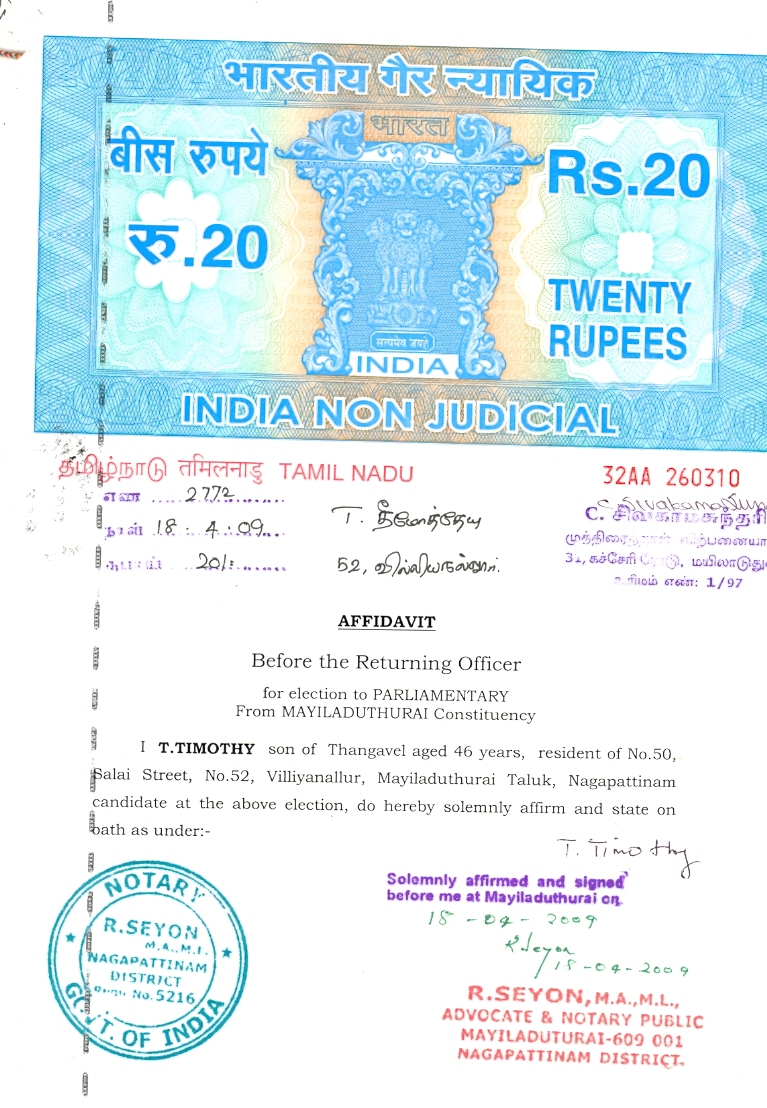 भारतीय गैर न्यायिक
भारत
बीस रुपये
रु.20
Rs.20
TWENTY
RUPEES
सत्यमेव जयते
INDIA
INDIA NON JUDICIAL
தமிழ்நாடு तमिलनाडु TAMIL NADU
32AA 260310
எண் 2772
நாள் 18.4.09
ரூபாய் 20/-
T. தீமோத்தேயு
52, வில்லியநல்லூர்.
C. Sivakamasun
C. சிவகாமசுந்தரி
முத்திரைத்தாள் விற்பனையா
31, கச்சேரி ரோடு, மயிலாடுது
உரிமம் எண்: 1/97
AFFIDAVIT
Before the Returning Officer
for election to PARLIAMENTARY
From MAYILADUTHURAI Constituency
I T.TIMOTHY son of Thangavel aged 46 years, resident of No.50,
Salai Street, No.52, Villiyanallur, Mayiladuthurai Taluk, Nagapattinam
candidate at the above election, do hereby solemnly affirm and state on
oath as under:-
T. Timothy
Solemnly affirmed and signed
before me at Mayiladuthurai on
18-04-2009
R Seyon
18-04-2009
R.SEYON, M.A.,M.L.,
ADVOCATE & NOTARY PUBLIC
MAYILADUTURAI-609 001
NAGAPATTINAM DISTRICT.
NOTARY
R.SEYON
M.A.,M.L.
NAGAPATTINAM
DISTRICT
Regn. No.5216
GOVT. OF INDIA